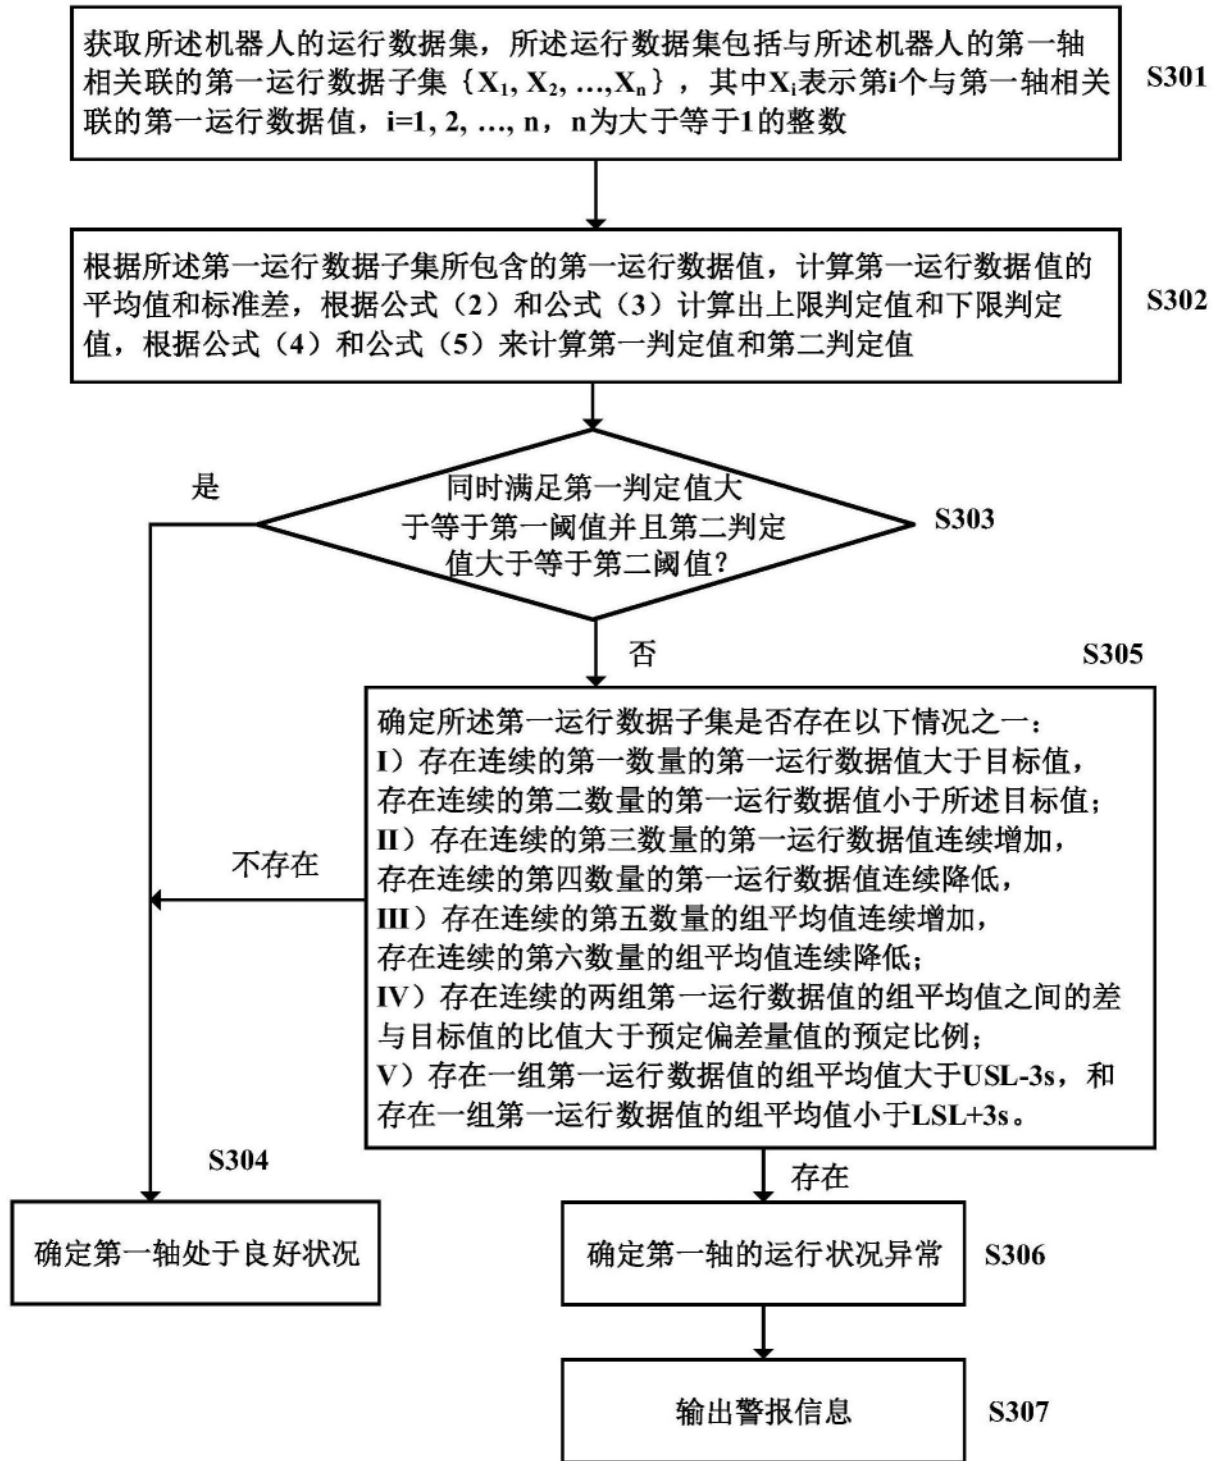 获取所述机器人的运行数据集，所述运行数据集包括与所述机器人的第一轴
相关联的第一运行数据子集｛X₁, X₂, …,Xₙ｝，其中Xᵢ表示第i个与第一轴相关
联的第一运行数据值，i=1, 2, …, n，n为大于等于1的整数
S301
根据所述第一运行数据子集所包含的第一运行数据值，计算第一运行数据值的
平均值和标准差，根据公式（2）和公式（3）计算出上限判定值和下限判定
值，根据公式（4）和公式（5）来计算第一判定值和第二判定值
S302
是
同时满足第一判定值大
于等于第一阈值并且第二判定
值大于等于第二阈值？
S303
否
S305
确定所述第一运行数据子集是否存在以下情况之一：
I）存在连续的第一数量的第一运行数据值大于目标值，
存在连续的第二数量的第一运行数据值小于所述目标值；
II）存在连续的第三数量的第一运行数据值连续增加，
存在连续的第四数量的第一运行数据值连续降低，
III）存在连续的第五数量的组平均值连续增加，
存在连续的第六数量的组平均值连续降低；
IV）存在连续的两组第一运行数据值的组平均值之间的差
与目标值的比值大于预定偏差量值的预定比例；
V）存在一组第一运行数据值的组平均值大于USL-3s，和
存在一组第一运行数据值的组平均值小于LSL+3s。
不存在
S304
存在
确定第一轴处于良好状况
确定第一轴的运行状况异常
S306
输出警报信息
S307